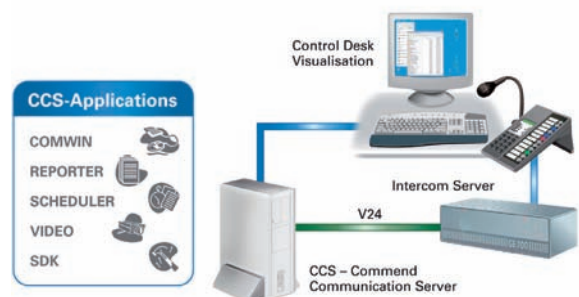 CCS-Applications
COMWIN
REPORTER
SCHEDULER
VIDEO
SDK
Control Desk
Visualisation
Intercom Server
V24
CCS – Commend
Communication Server